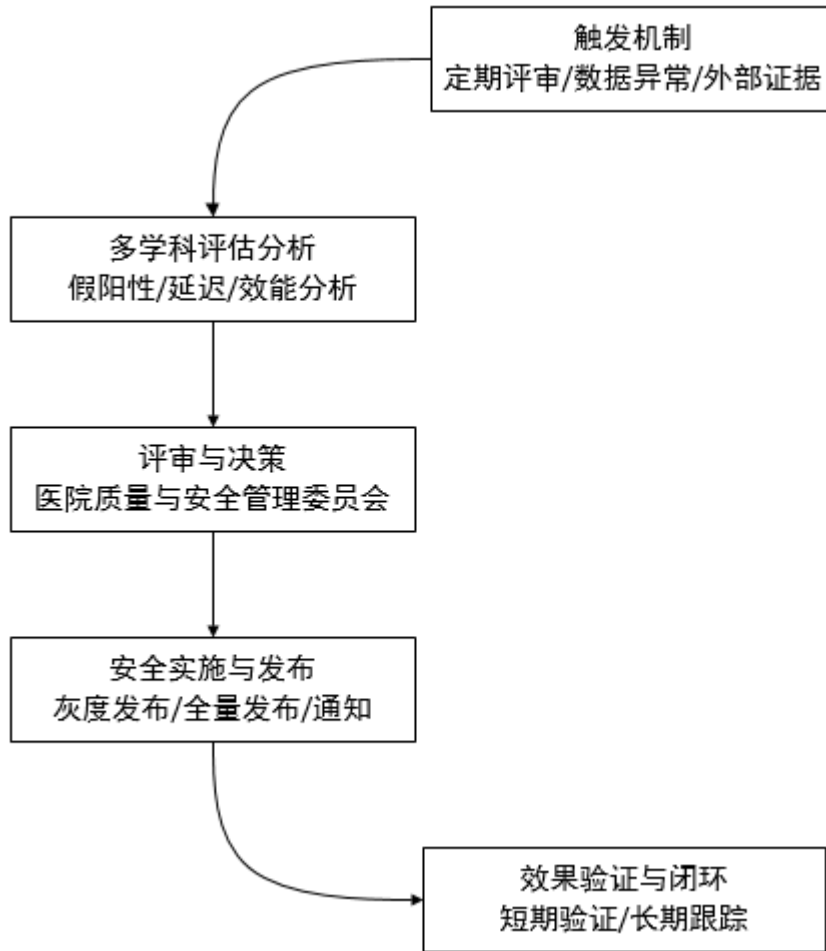 触发机制
定期评审/数据异常/外部证据
多学科评估分析
假阳性/延迟/效能分析
评审与决策
医院质量与安全管理委员会
安全实施与发布
灰度发布/全量发布/通知
效果验证与闭环
短期验证/长期跟踪